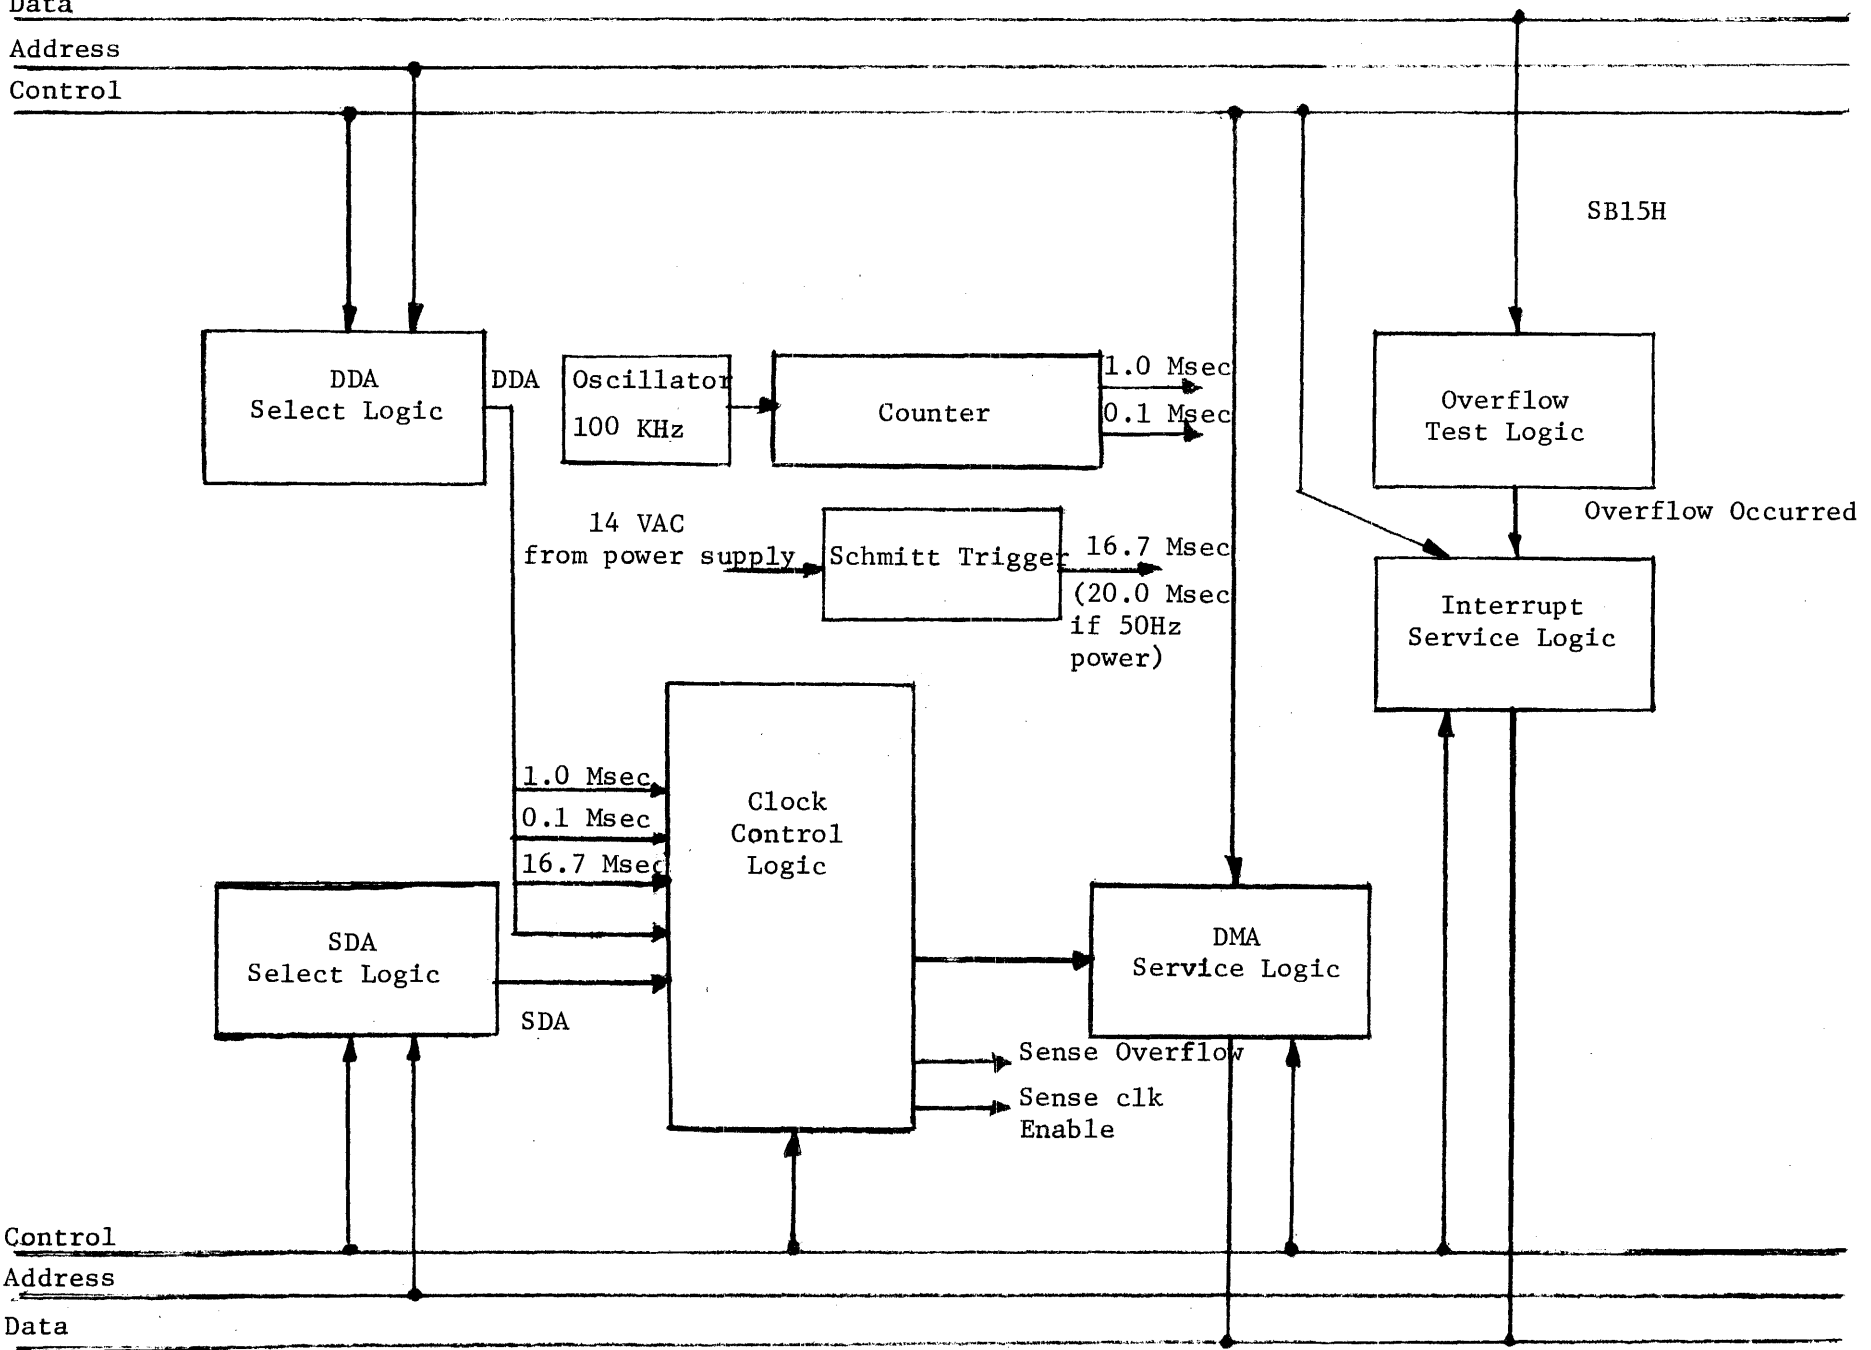 Data
Address
Control
SB15H
DDA
Select Logic
DDA
Oscillator
100 KHz
Counter
1.0 Msec
0.1 Msec
Overflow
Test Logic
Overflow Occurred
14 VAC
from power supply
Schmitt Trigger
16.7 Msec
(20.0 Msec
if 50Hz
power)
Interrupt
Service Logic
1.0 Msec
0.1 Msec
16.7 Msec
Clock
Control
Logic
SDA
Select Logic
SDA
DMA
Service Logic
Sense Overflow
Sense clk
Enable
Control
Address
Data